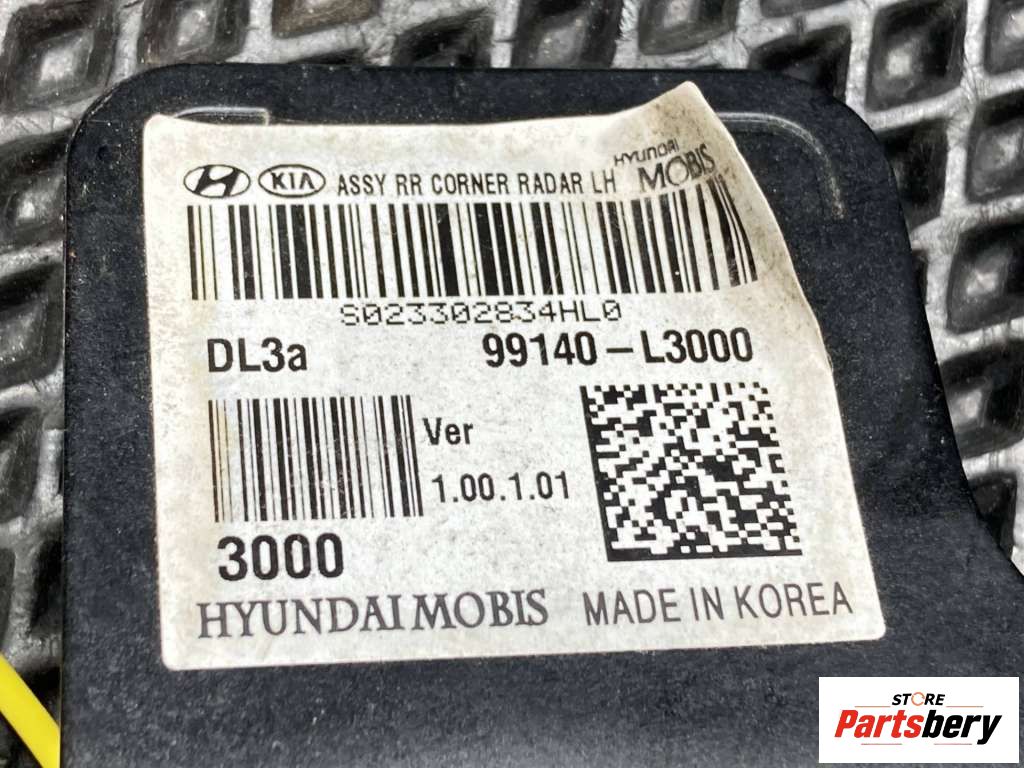 HYUNDAI
KIA ASSY RR CORNER RADAR LH MOBIS
S023302834HL0
DL3a 99140-L3000
Ver
1.00.1.01
3000
HYUNDAI MOBIS MADE IN KOREA
STORE
Partsbery